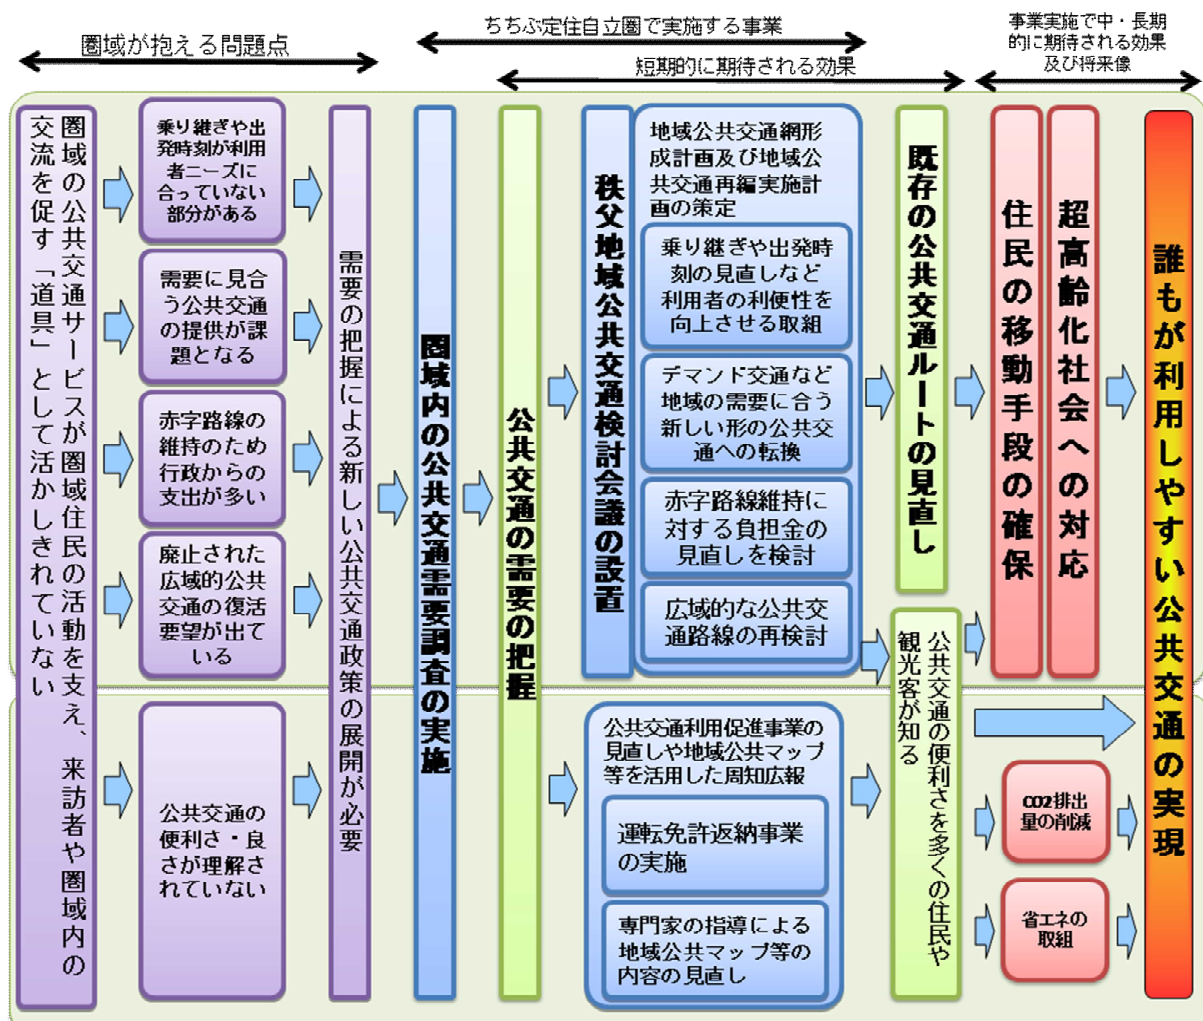 圏域が抱える問題点
ちちぶ定住自立圏で実施する事業
短期的に期待される効果
事業実施で中・長期
的に期待される効果
及び将来像
圏域の公共交通サービスが圏域住民の活動を支え、来訪者や圏域内の
交流を促す「道具」として活かしきれていない
乗り継ぎや出
発時刻が利用
者ニーズに
合っていない
部分がある
需要に見合
う公共交通
の提供が課
題となる
赤字路線の
維持のため
行政からの
支出が多い
廃止された
広域的公共
交通の復活
要望が出て
いる
公共交通の
便利さ・良
さが理解さ
れていない
需要の把握による新しい公共交通政策の展開が必要
圏域内の公共交通需要調査の実施
公共交通の需要の把握
秩父地域公共交通検討会議の設置
地域公共交通網形
成計画及び地域公
共交通再編実施計
画の策定
乗り継ぎや出発時
刻の見直しなど
利用者の利便性を
向上させる取組
デマンド交通など
地域の需要に合う
新しい形の公共交
通への転換
赤字路線維持に
対する負担金の
見直しを検討
広域的な公共交
通路線の再検討
公共交通利用促進事業の
見直しや地域公共マップ
等を活用した周知広報
運転免許返納事業
の実施
専門家の指導による
地域公共マップ等の
内容の見直し
既存の公共交通ルートの見直し
公共交通の便利さを多くの住民や
観光客が知る
超高齢化社会への対応
住民の移動手段の確保
CO2排出
量の削減
省エネの
取組
誰もが利用しやすい公共交通の実現